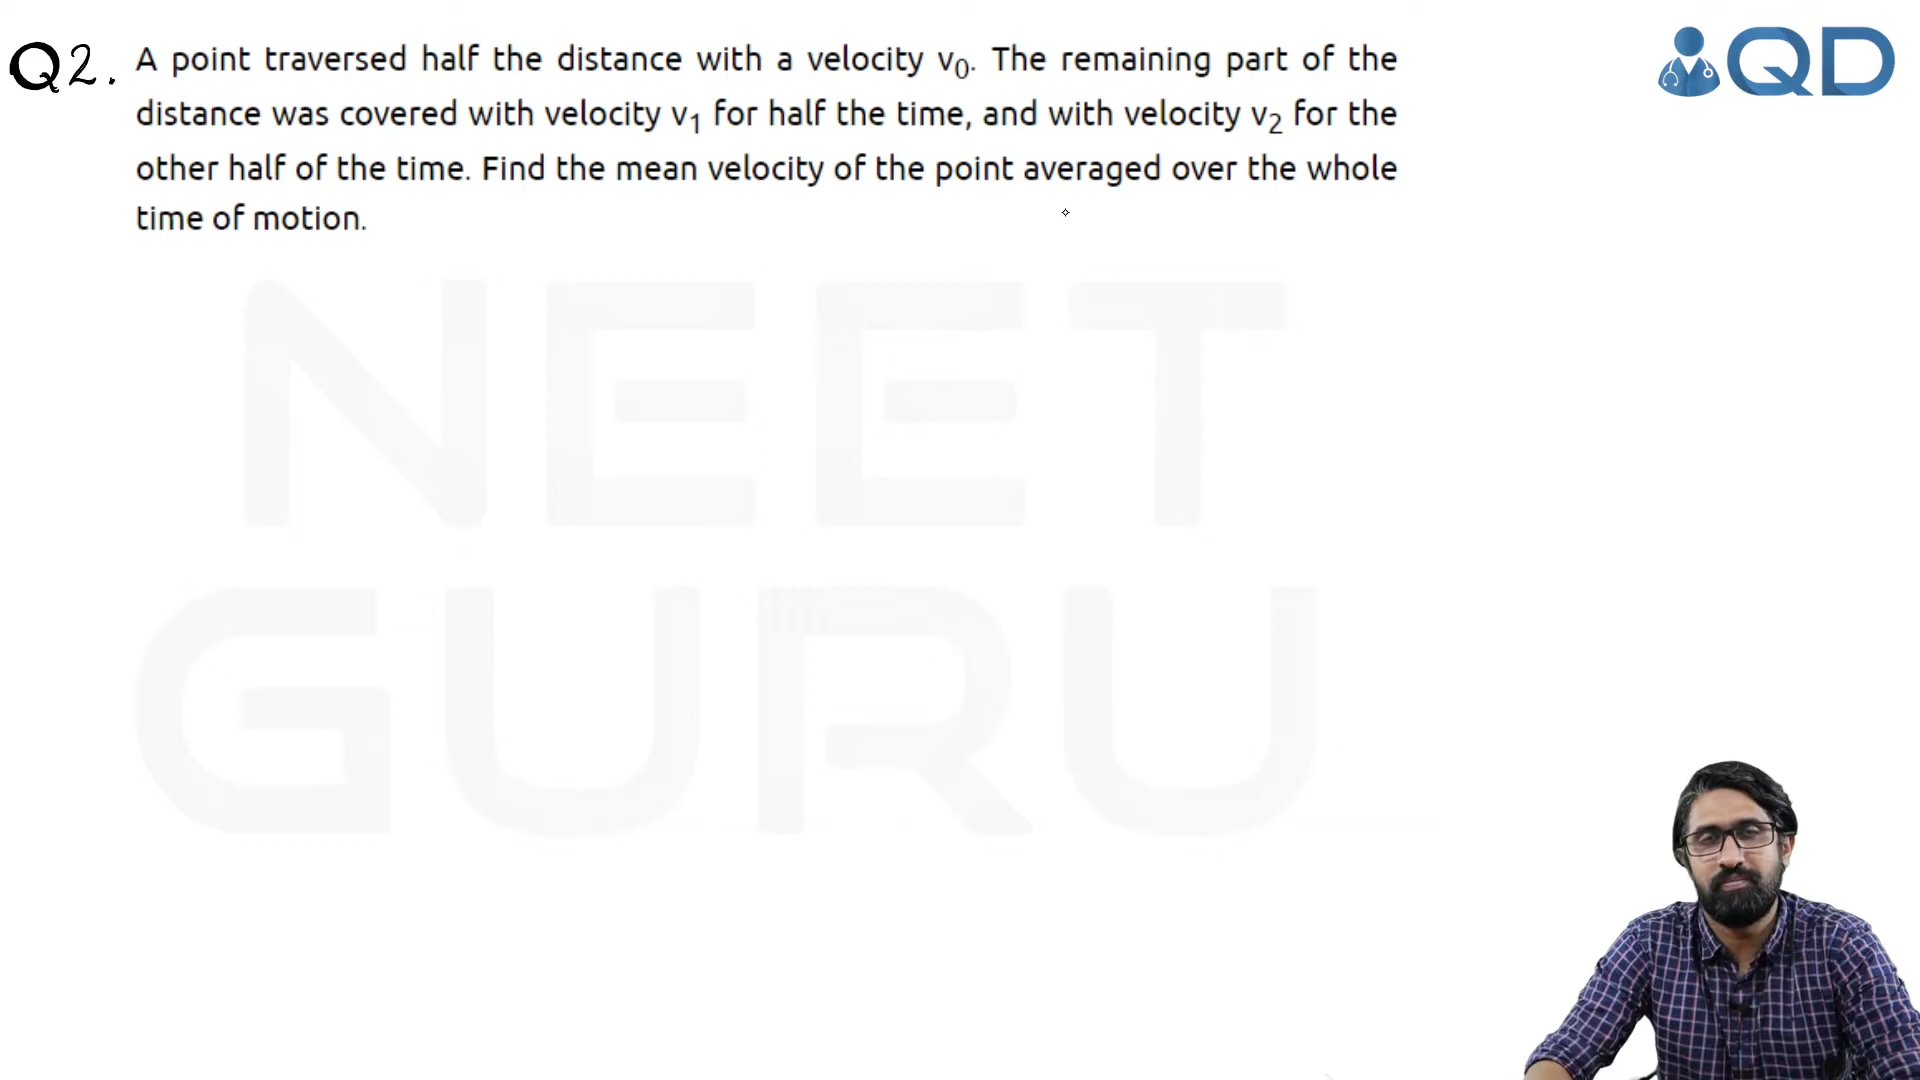 Q2. A point traversed half the distance with a velocity v₀. The remaining part of the
distance was covered with velocity v₁ for half the time, and with velocity v₂ for the
other half of the time. Find the mean velocity of the point averaged over the whole
time of motion.
QD
NEET
GURU